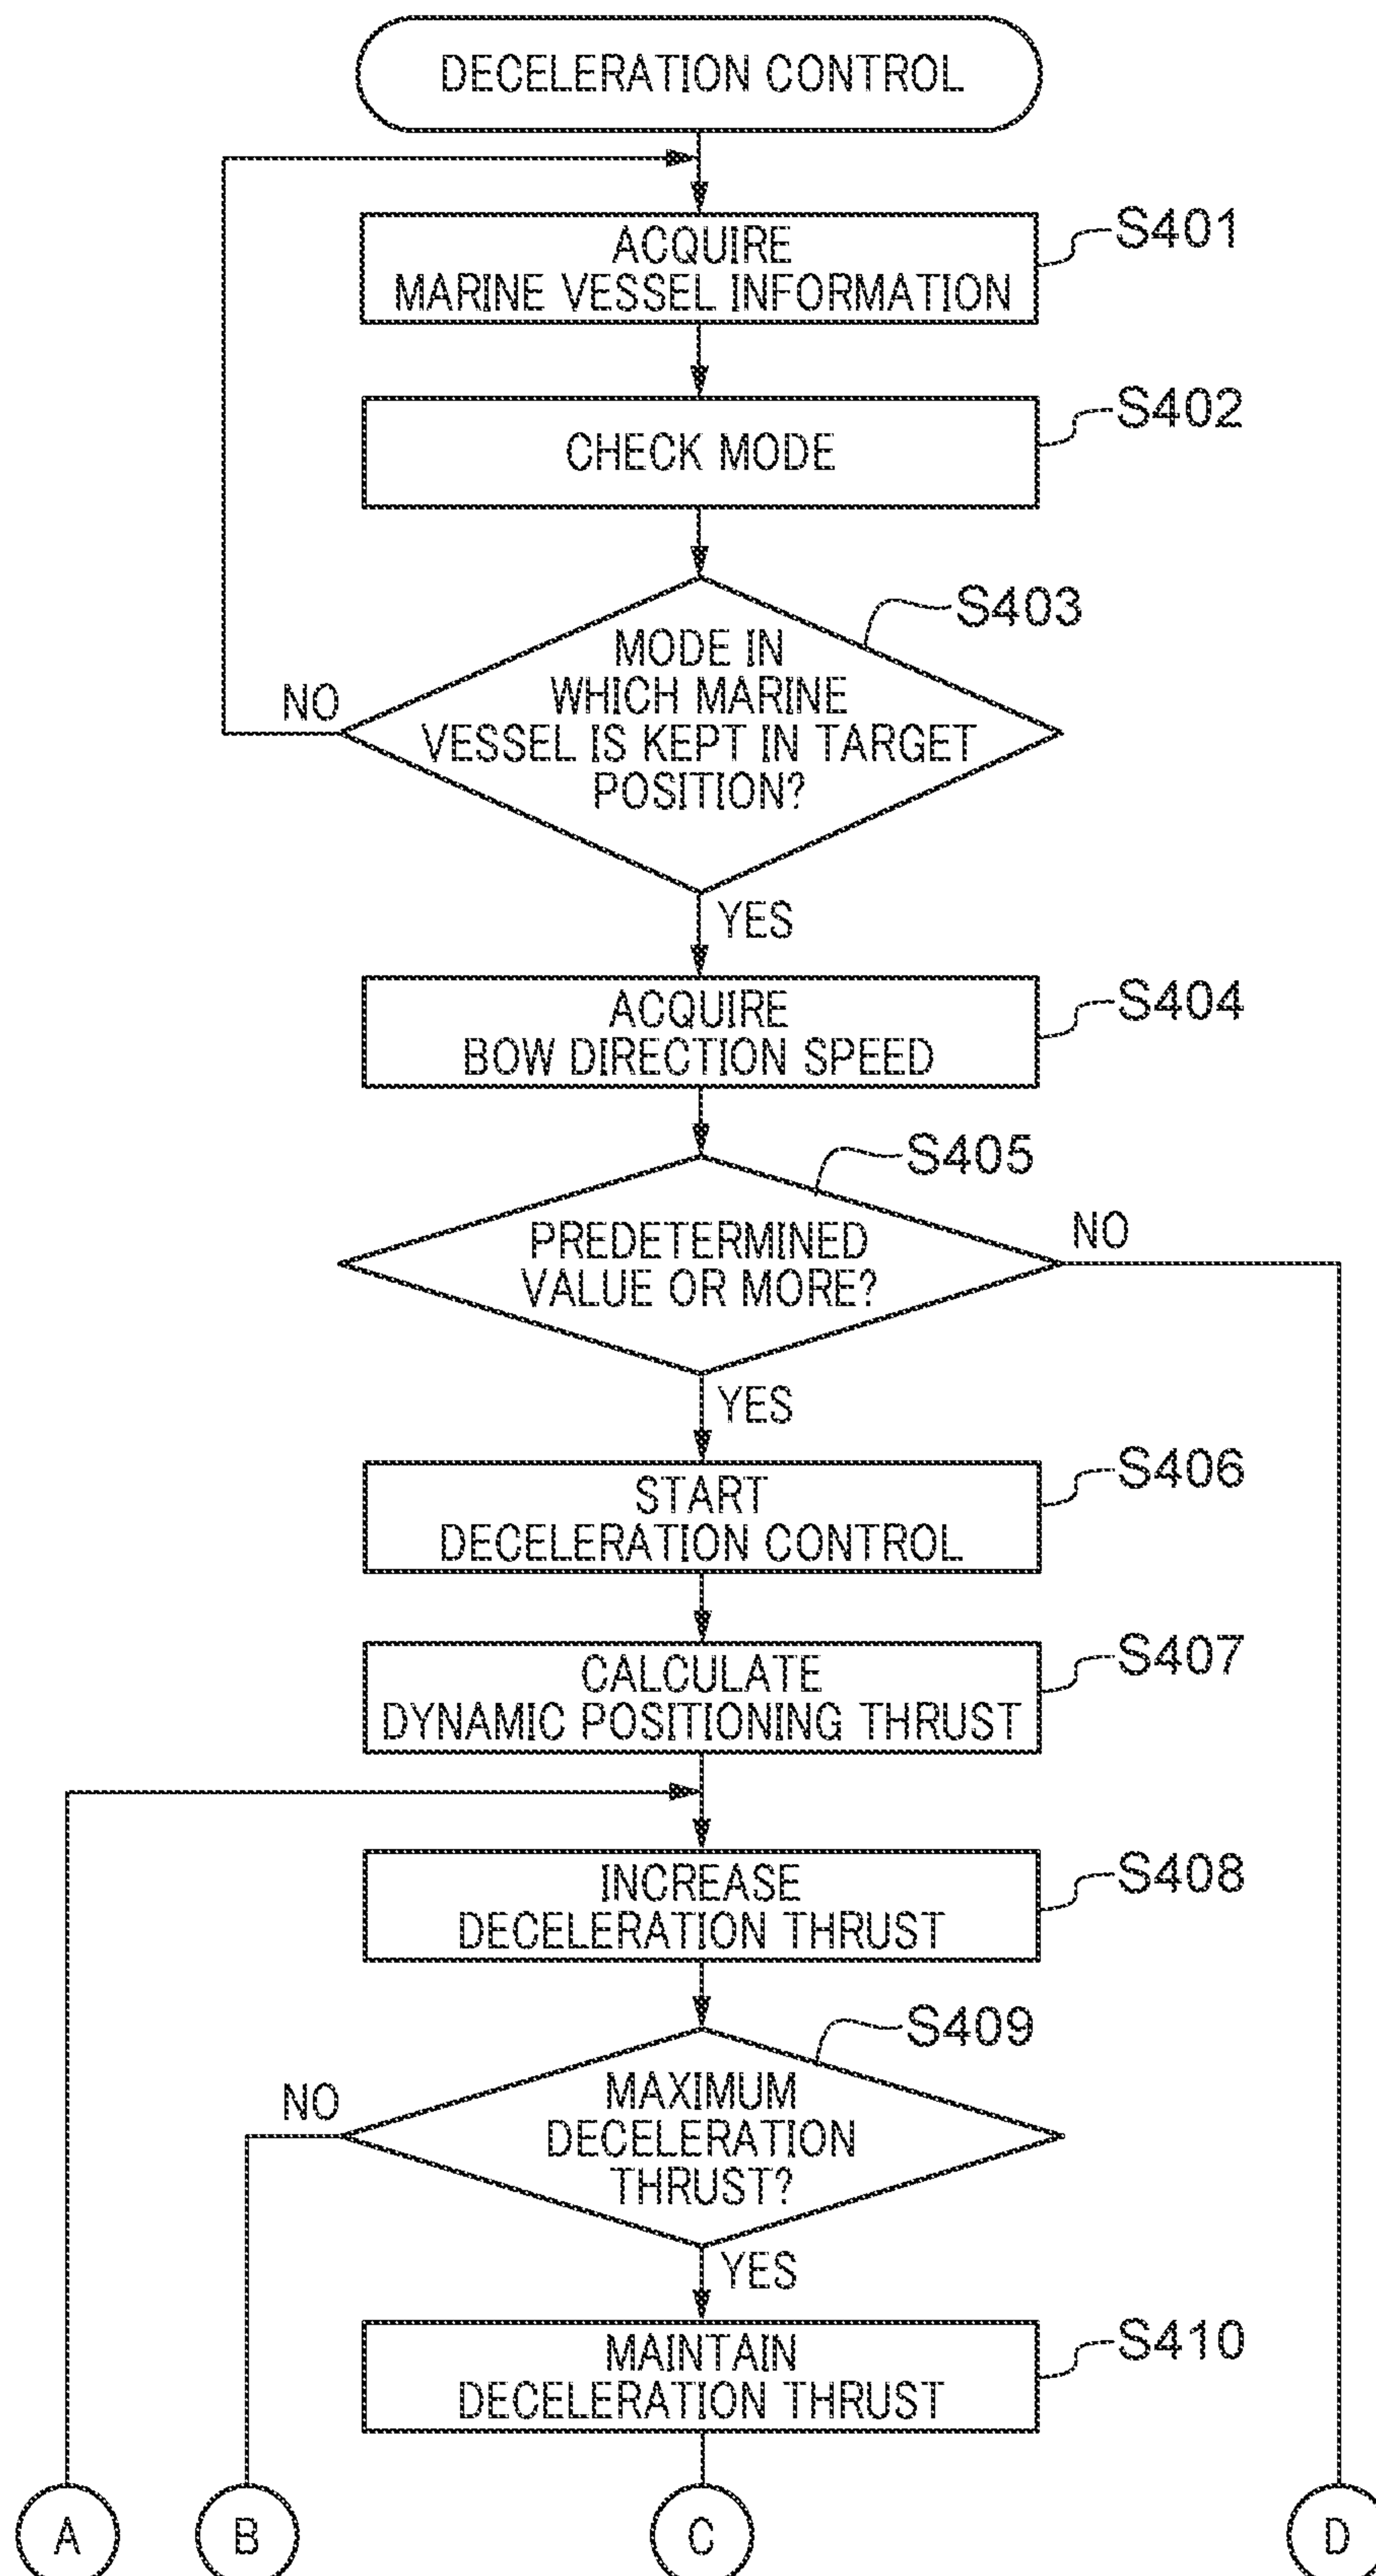 DECELERATION CONTROL
ACQUIRE
MARINE VESSEL INFORMATION
S401
CHECK MODE
S402
S403
MODE IN
WHICH MARINE
VESSEL IS KEPT IN TARGET
POSITION?
NO
YES
ACQUIRE
BOW DIRECTION SPEED
S404
S405
PREDETERMINED
VALUE OR MORE?
NO
YES
START
DECELERATION CONTROL
S406
CALCULATE
DYNAMIC POSITIONING THRUST
S407
INCREASE
DECELERATION THRUST
S408
S409
MAXIMUM
DECELERATION
THRUST?
NO
YES
MAINTAIN
DECELERATION THRUST
S410
A
B
C
D